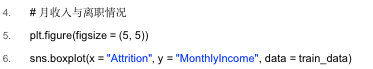 4. # 月收入与离职情况
5. plt.figure(figsize = (5, 5))
6. sns.boxplot(x = "Attrition", y = "MonthlyIncome", data = train_data)